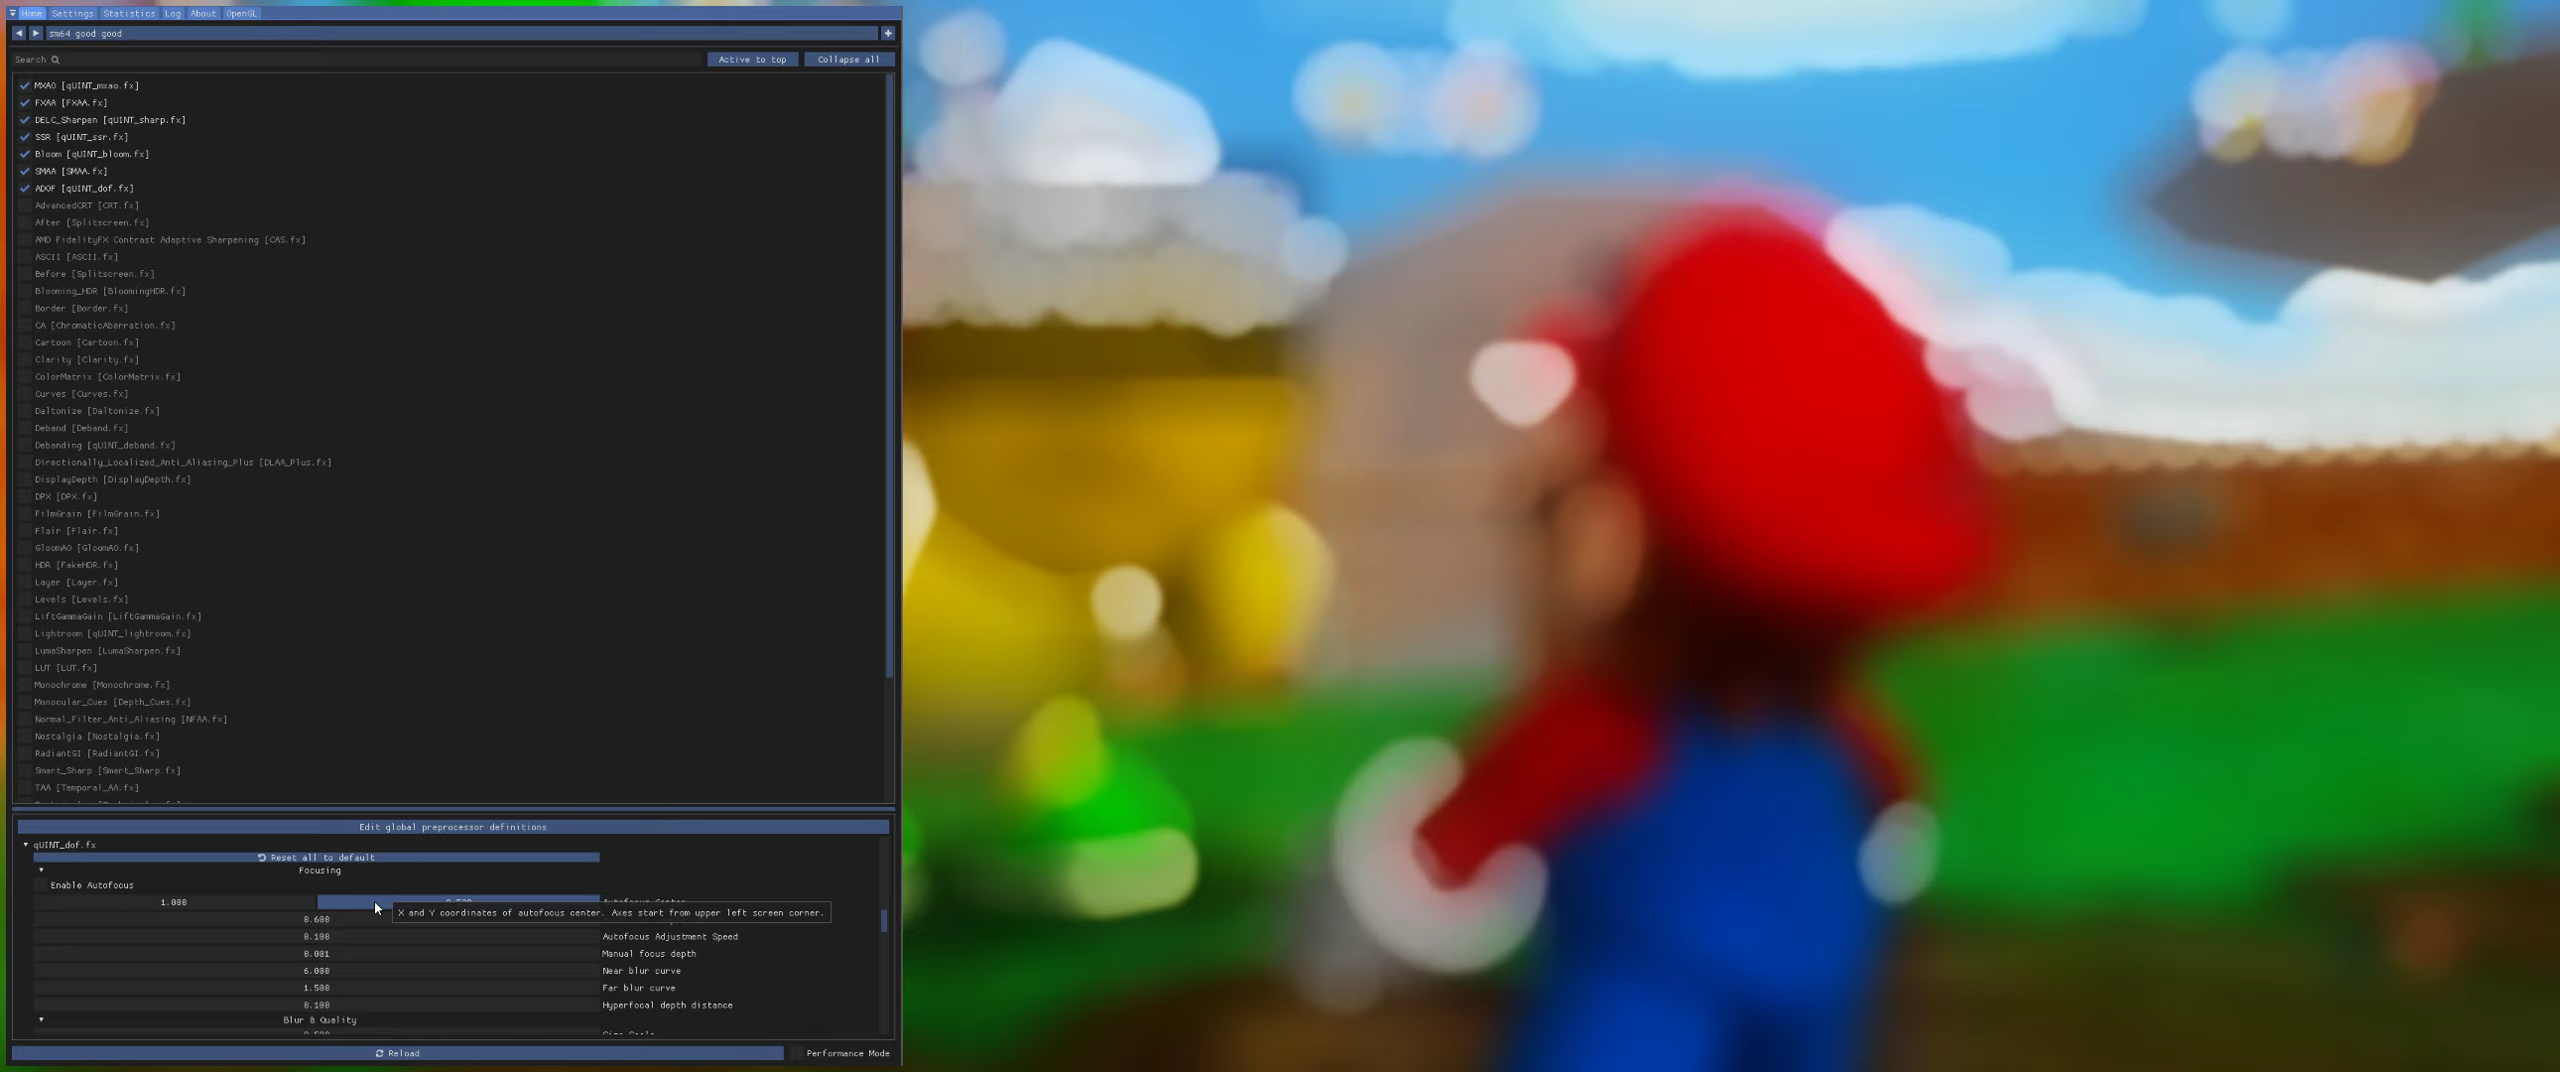 Home Settings Statistics Log About OpenGL
sm64 good good
+
Search
Active to top Collapse all
MXAO [qUINT_mxao.fx]
FXAA [FXAA.fx]
DELC_Sharpen [qUINT_sharp.fx]
SSR [qUINT_ssr.fx]
Bloom [qUINT_bloom.fx]
SMAA [SMAA.fx]
ADOF [qUINT_dof.fx]
AdvancedCRT [CRT.fx]
After [Splitscreen.fx]
AMD FidelityFX Contrast Adaptive Sharpening [CAS.fx]
ASCII [ASCII.fx]
Before [Splitscreen.fx]
Blooming_HDR [BloomingHDR.fx]
Border [Border.fx]
CA [ChromaticAberration.fx]
Cartoon [Cartoon.fx]
Clarity [Clarity.fx]
ColorMatrix [ColorMatrix.fx]
Curves [Curves.fx]
Daltonize [Daltonize.fx]
Deband [Deband.fx]
Debanding [qUINT_deband.fx]
Directionally_Localized_Anti_Aliasing_Plus [DLAA_Plus.fx]
DisplayDepth [DisplayDepth.fx]
DPX [DPX.fx]
FilmGrain [FilmGrain.fx]
Flair [Flair.fx]
GloomAO [GloomAO.fx]
HDR [FakeHDR.fx]
Layer [Layer.fx]
Levels [Levels.fx]
LiftGammaGain [LiftGammaGain.fx]
Lightroom [qUINT_lightroom.fx]
LumaSharpen [LumaSharpen.fx]
LUT [LUT.fx]
Monochrome [Monochrome.fx]
Monocular_Cues [Depth_Cues.fx]
Normal_Filter_Anti_Aliasing [NFAA.fx]
Nostalgia [Nostalgia.fx]
RadiantGI [RadiantGI.fx]
Smart_Sharp [Smart_Sharp.fx]
TAA [Temporal_AA.fx]
Edit global preprocessor definitions
qUINT_dof.fx
Reset all to default
Focusing
Enable Autofocus
1.000
X and Y coordinates of autofocus center. Axes start from upper left screen corner.
0.600
0.100 Autofocus Adjustment Speed
0.001 Manual focus depth
6.000 Near blur curve
1.500 Far blur curve
0.100 Hyperfocal depth distance
Blur & Quality
Reload Performance Mode